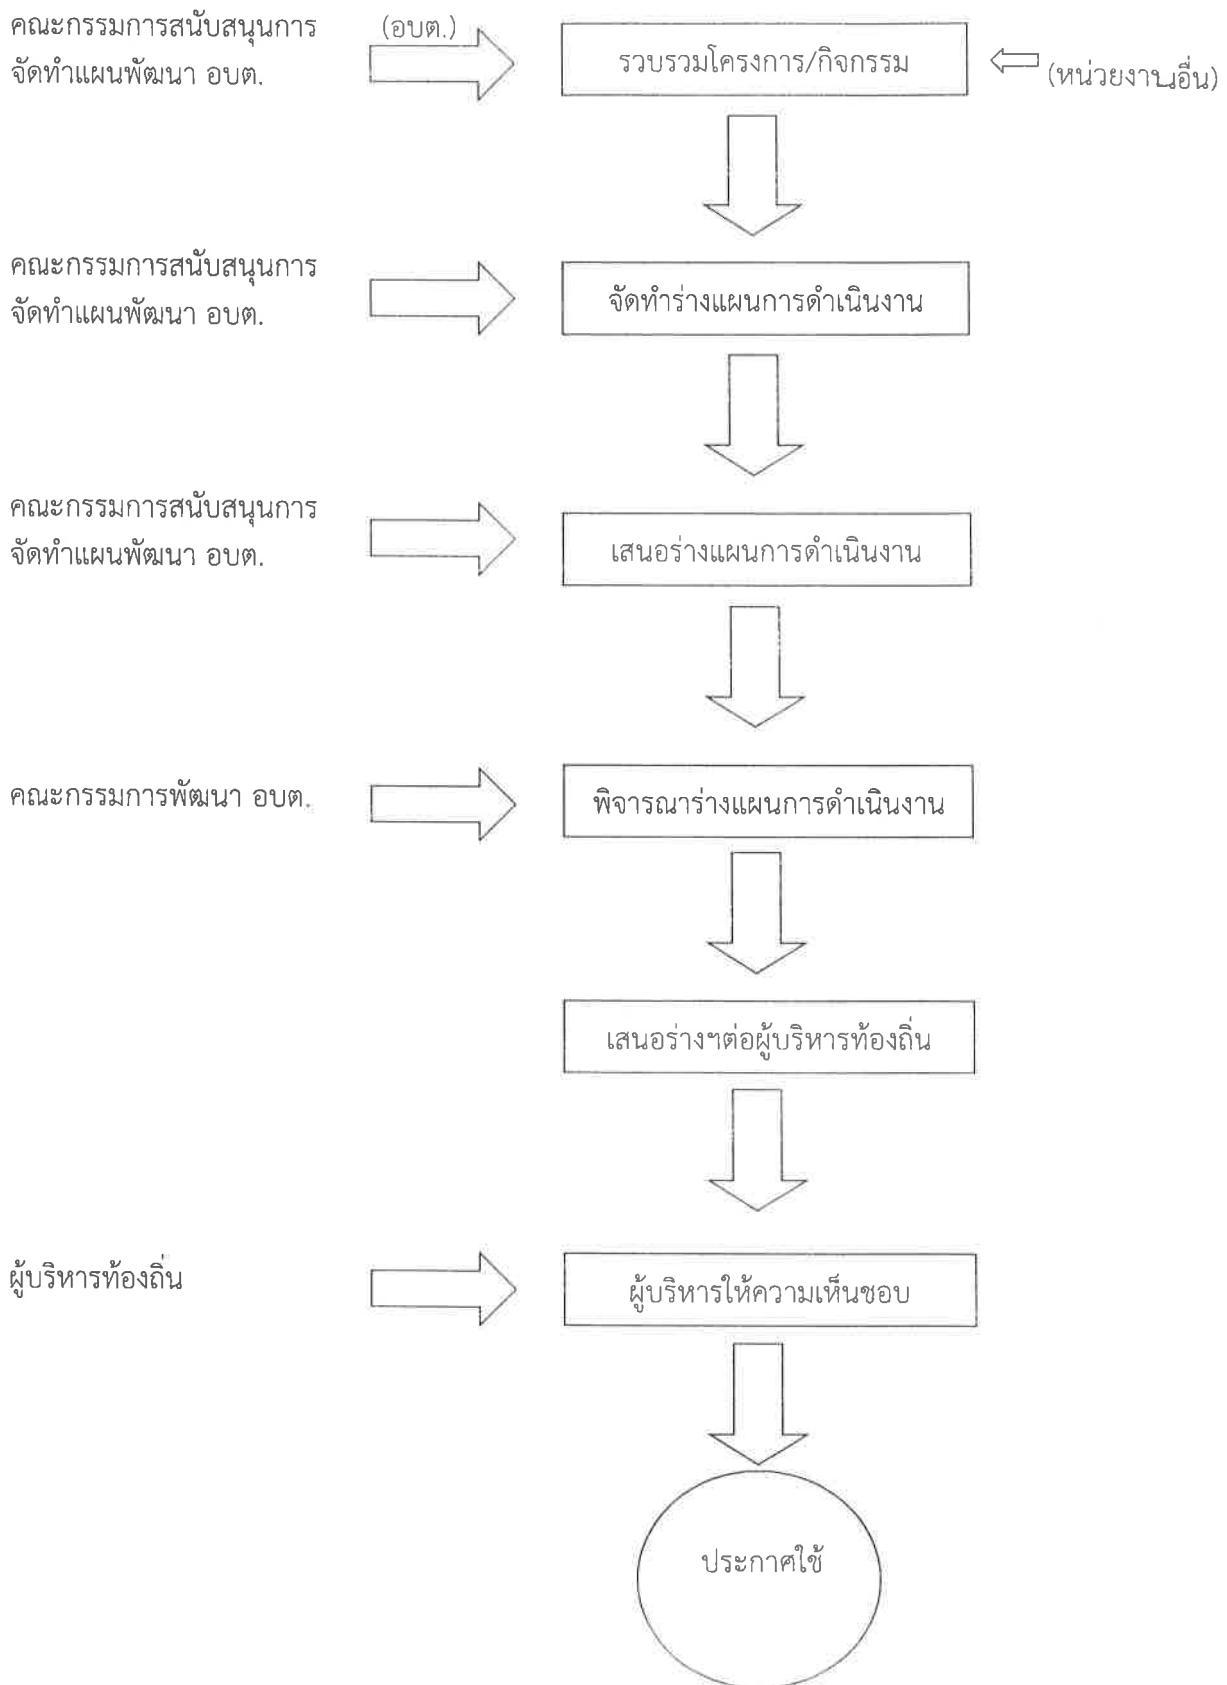 คณะกรรมการสนับสนุนการ
จัดทำแผนพัฒนา อบต.
(อบต.)
รวบรวมโครงการ/กิจกรรม
(หน่วยงานอื่น)
คณะกรรมการสนับสนุนการ
จัดทำแผนพัฒนา อบต.
จัดทำร่างแผนการดำเนินงาน
คณะกรรมการสนับสนุนการ
จัดทำแผนพัฒนา อบต.
เสนอร่างแผนการดำเนินงาน
คณะกรรมการพัฒนา อบต.
พิจารณาร่างแผนการดำเนินงาน
เสนอร่างฯต่อผู้บริหารท้องถิ่น
ผู้บริหารท้องถิ่น
ผู้บริหารให้ความเห็นชอบ
ประกาศใช้